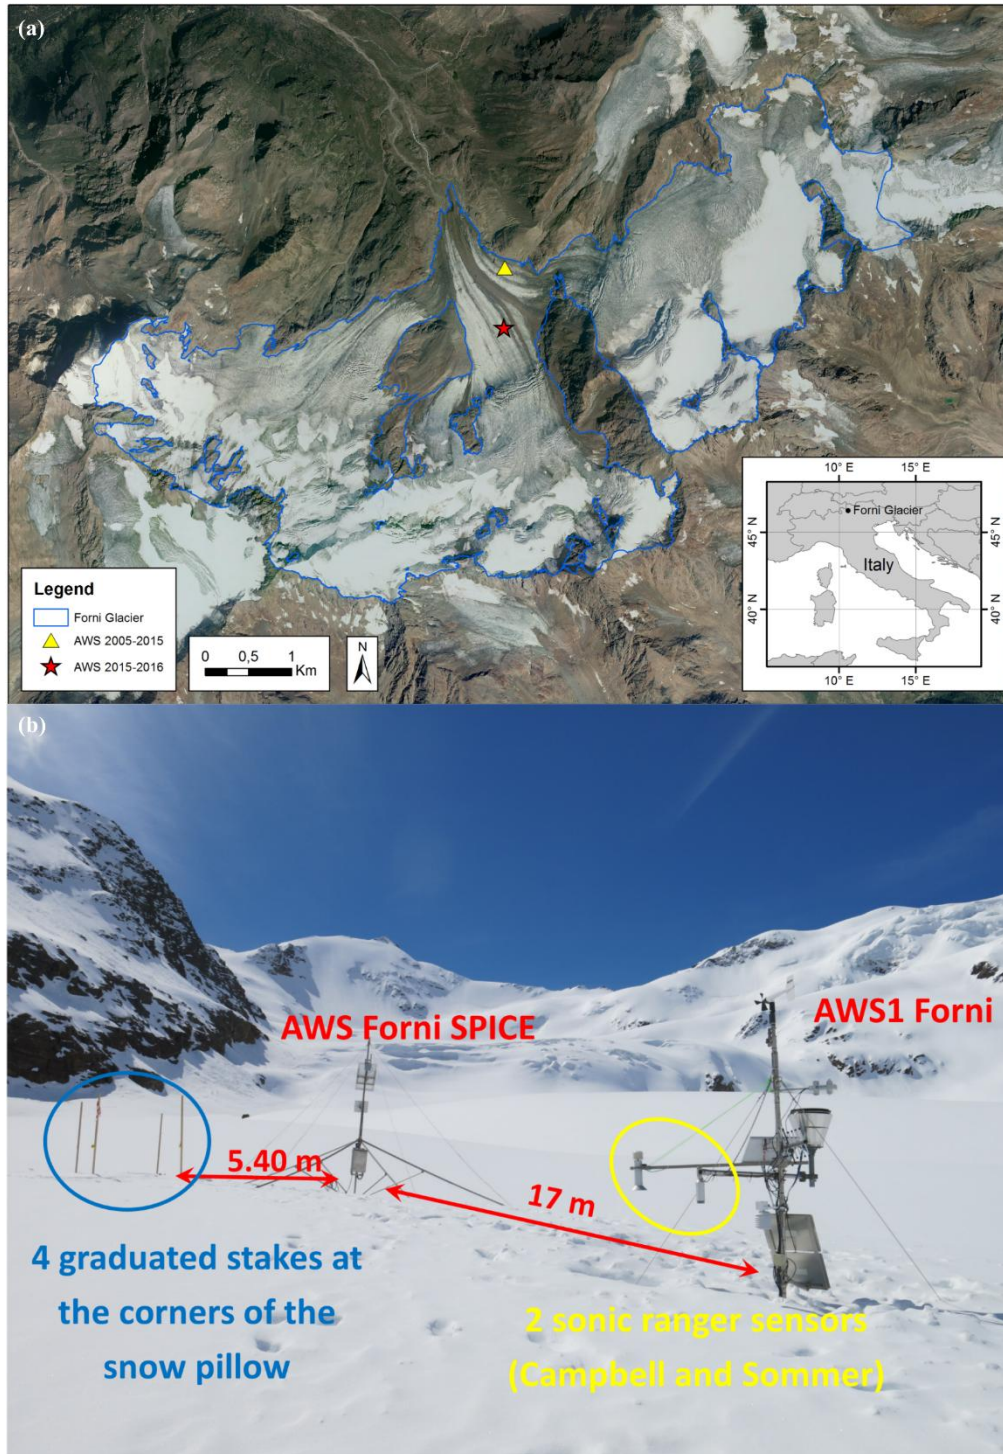 (a)
Legend
Forni Glacier
AWS 2005-2015
AWS 2015-2016
0 0,5 1
Km
N
10° E 15° E
45° N 45° N
40° N 40° N
Forni Glacier
Italy
10° E 15° E
(b)
AWS Forni SPICE
AWS1 Forni
5.40 m
17 m
4 graduated stakes at
the corners of the
snow pillow
2 sonic ranger sensors
(Campbell and Sommer)